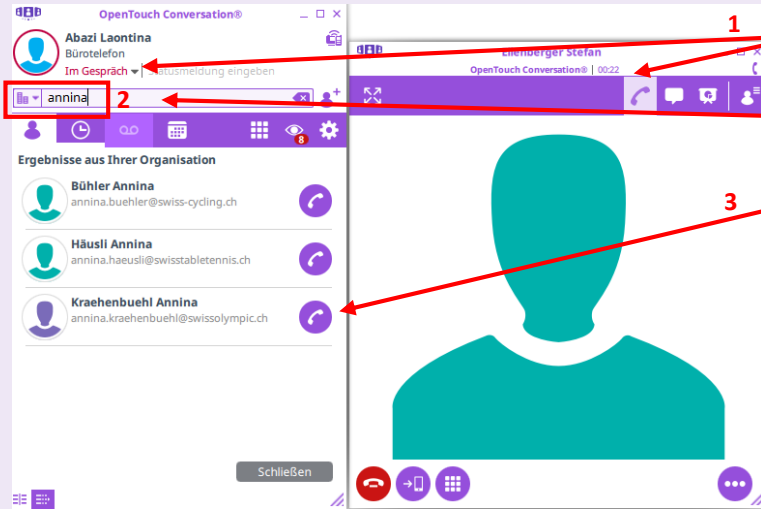 OpenTouch Conversation®
Abazi Laontina
Bürotelefon
Im Gespräch
Statusmeldung eingeben
annina
2
8
Ergebnisse aus Ihrer Organisation
Bühler Annina
annina.buehler@swiss-cycling.ch
Häusli Annina
annina.haeusli@swisstabletennis.ch
Kraehenbuehl Annina
annina.kraehenbuehl@swissolympic.ch
Schließen
1
Ellenberger Stefan
OpenTouch Conversation® | 00:22
3